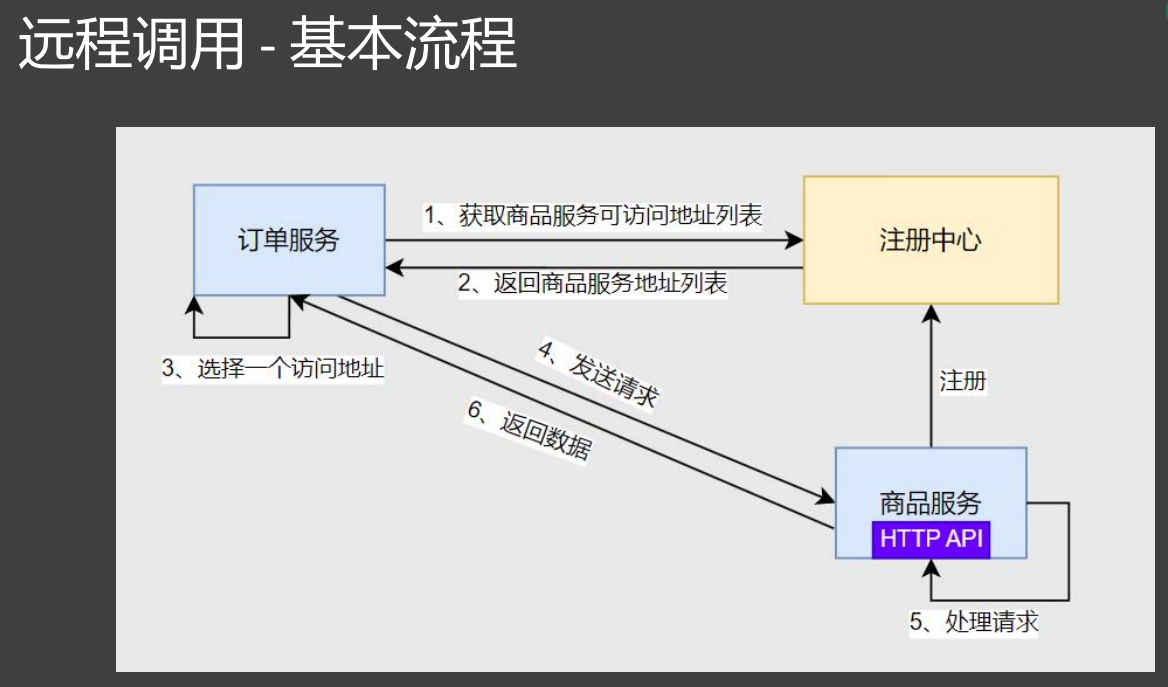 远程调用 - 基本流程
订单服务
1、获取商品服务可访问地址列表
注册中心
2、返回商品服务地址列表
3、选择一个访问地址
4、发送请求
6、返回数据
注册
商品服务
HTTP API
5、处理请求